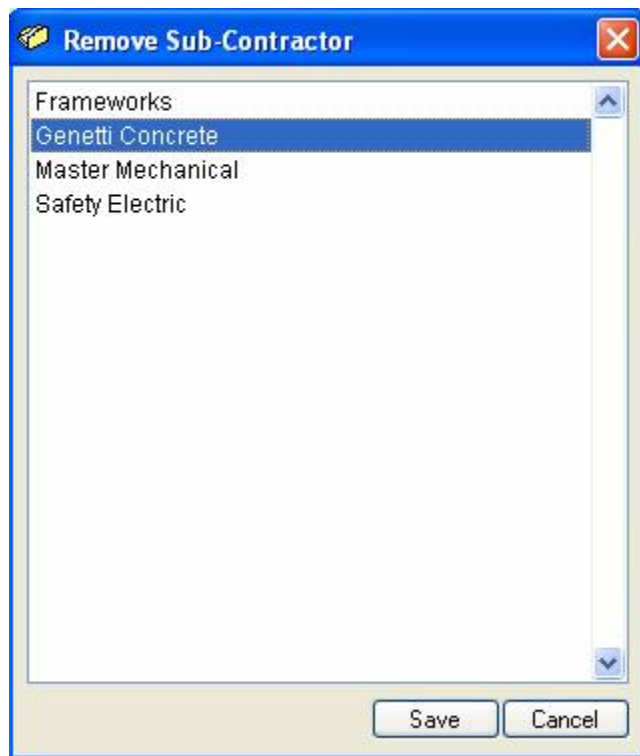 Remove Sub-Contractor
Frameworks
Genetti Concrete
Master Mechanical
Safety Electric
Save Cancel